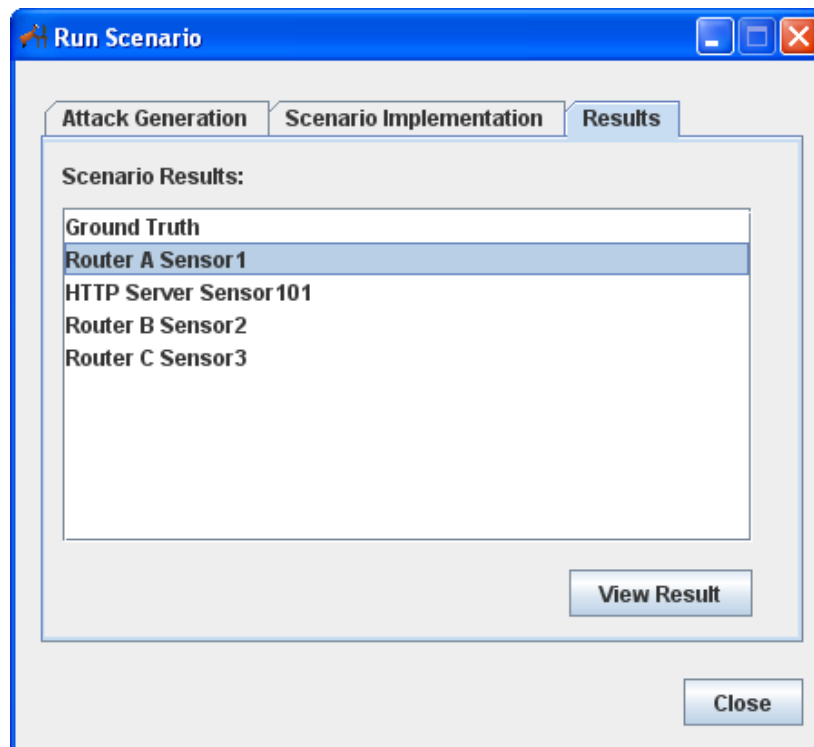 Run Scenario
Attack Generation
Scenario Implementation
Results
Scenario Results:
Ground Truth
Router A Sensor1
HTTP Server Sensor101
Router B Sensor2
Router C Sensor3
View Result
Close